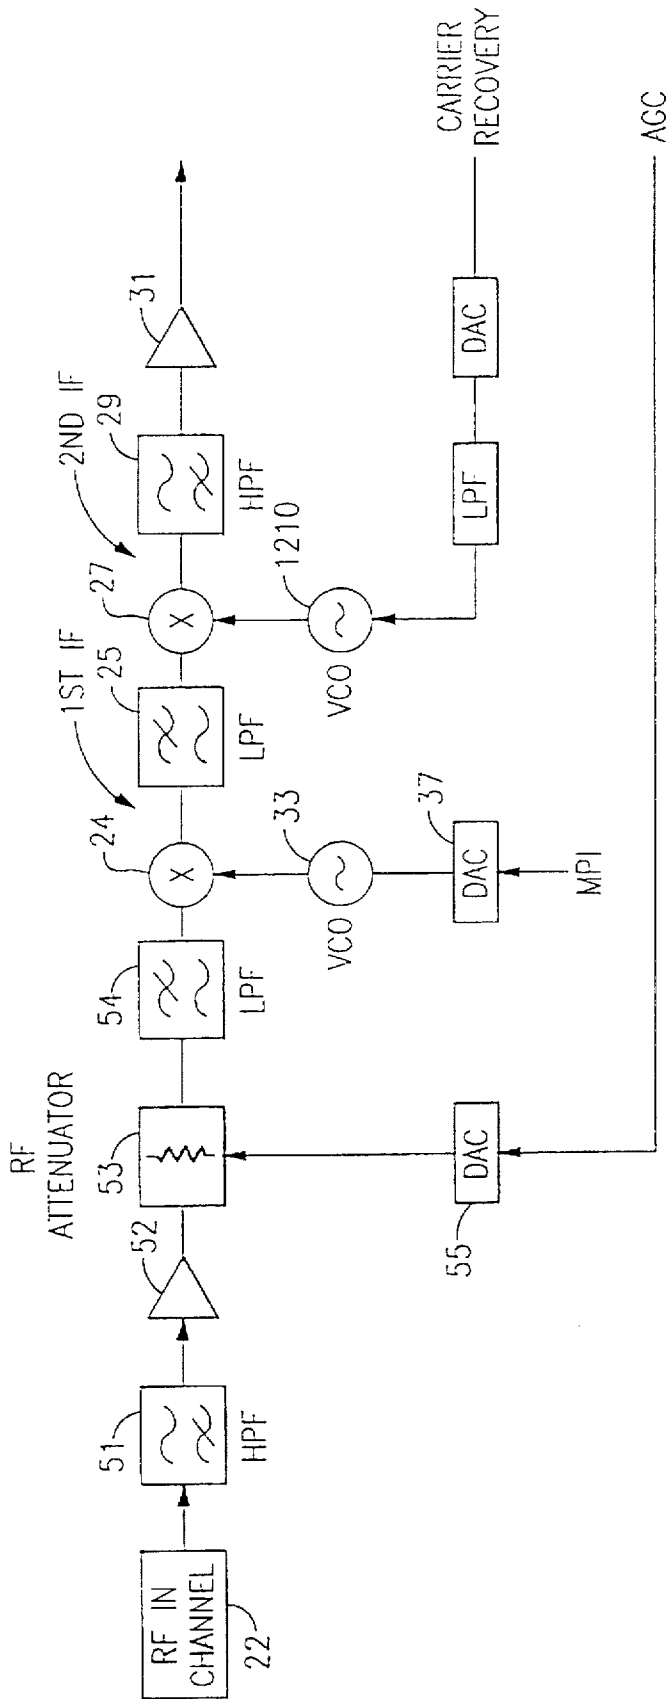 RF IN
CHANNEL
22
51
HPF
52
RF
ATTENUATOR
53
54
LPF
24
1ST IF
25
LPF
27
2ND IF
29
HPF
31
VCO
33
VCO
1210
DAC
55
DAC
37
MPI
LPF
DAC
CARRIER
RECOVERY
AGC